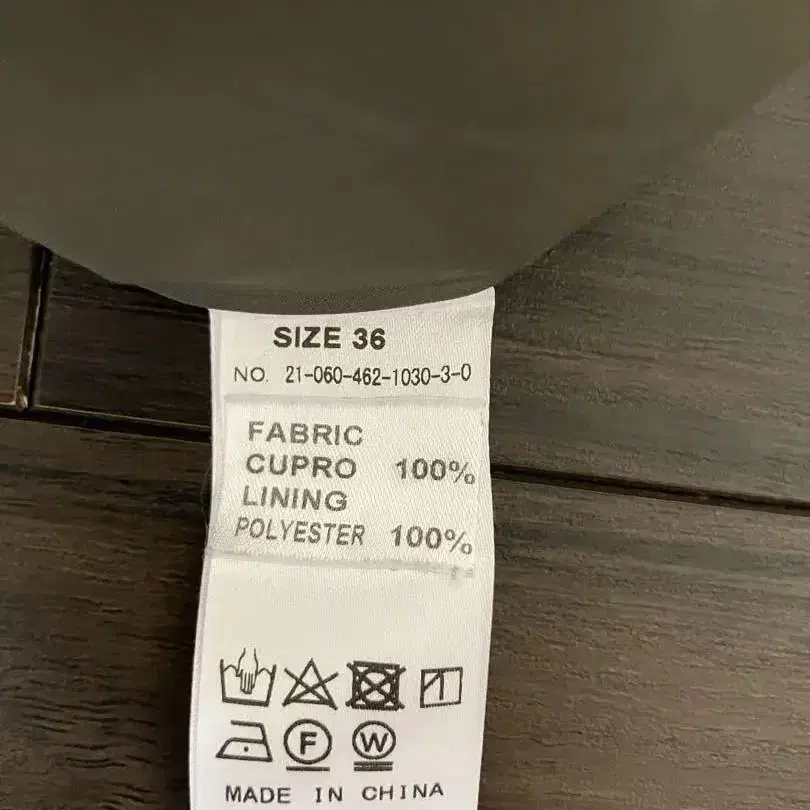 SIZE 36
NO. 21-060-462-1030-3-0
FABRIC
CUPRO 100%
LINING
POLYESTER 100%
F W
MADE IN CHINA